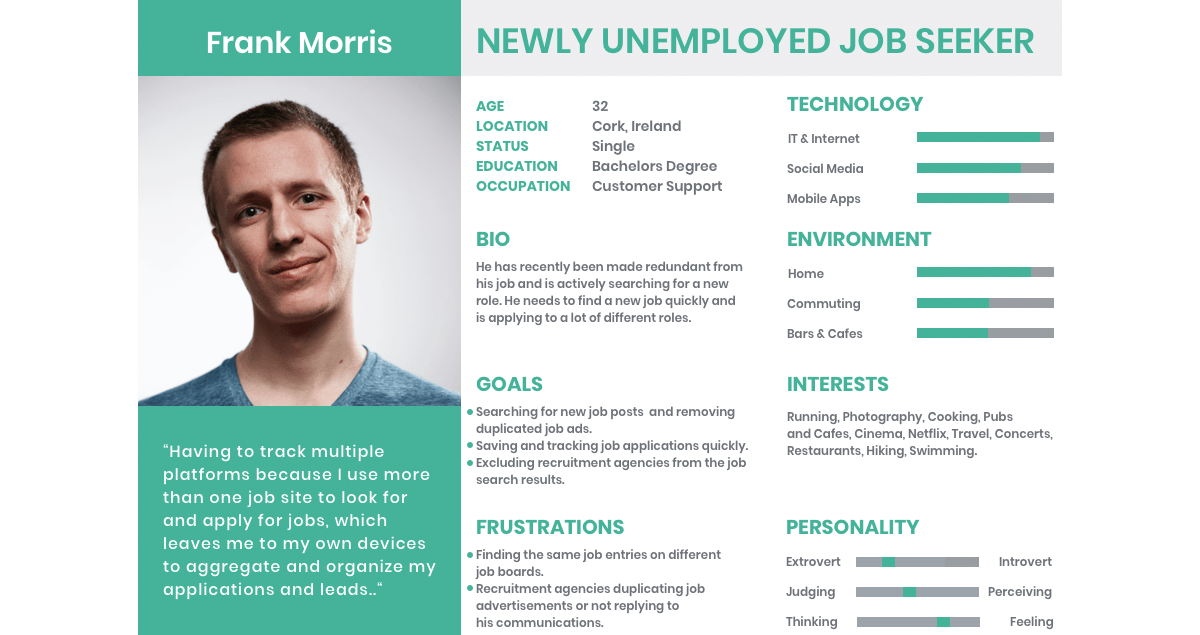 Frank Morris
NEWLY UNEMPLOYED JOB SEEKER
"Having to track multiple
platforms because I use more
than one job site to look for
and apply for jobs, which
leaves me to my own devices
to aggregate and organize my
applications and leads.."
AGE 32
LOCATION Cork, Ireland
STATUS Single
EDUCATION Bachelors Degree
OCCUPATION Customer Support
BIO
He has recently been made redundant from
his job and is actively searching for a new
role. He needs to find a new job quickly and
is applying to a lot of different roles.
GOALS
Searching for new job posts and removing
duplicated job ads.
Saving and tracking job applications quickly.
Excluding recruitment agencies from the job
search results.
FRUSTRATIONS
Finding the same job entries on different
job boards.
Recruitment agencies duplicating job
advertisements or not replying to
his communications.
TECHNOLOGY
IT & Internet
Social Media
Mobile Apps
ENVIRONMENT
Home
Commuting
Bars & Cafes
INTERESTS
Running, Photography, Cooking, Pubs
and Cafes, Cinema, Netflix, Travel, Concerts,
Restaurants, Hiking, Swimming.
PERSONALITY
Extrovert Introvert
Judging Perceiving
Thinking Feeling